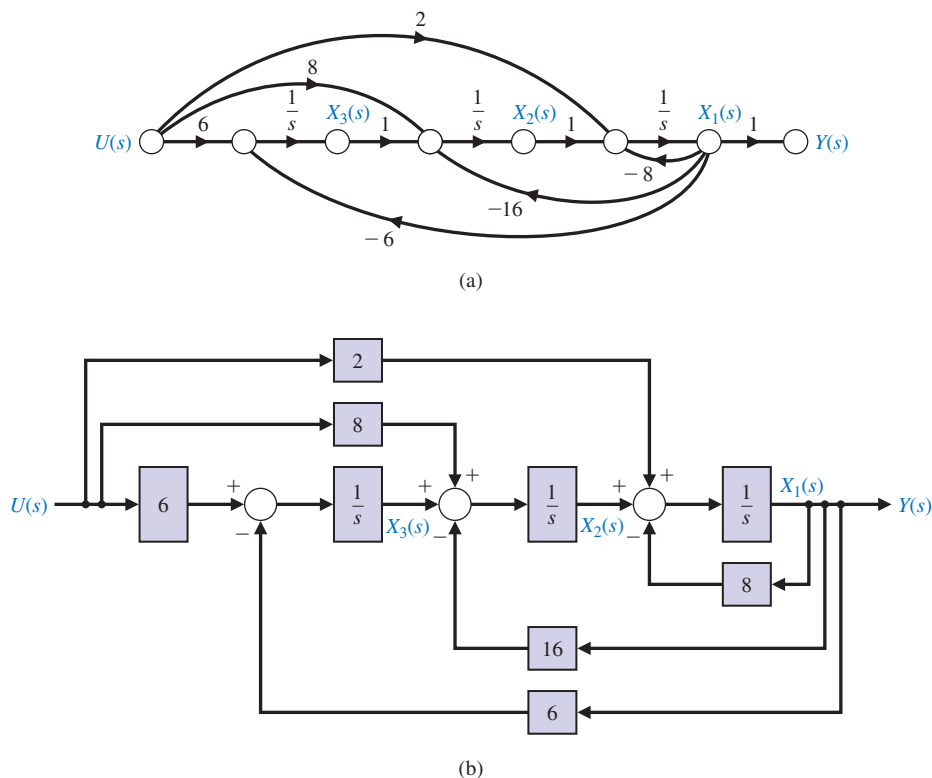 2
8
6
1/s
X3(s)
1
1/s
X2(s)
1
1/s
X1(s)
1
U(s)
Y(s)
−8
−16
−6
(a)
2
8
+
+
U(s)
6
+
−
1/s
+
−
X3(s)
1/s
+
−
X2(s)
1/s
X1(s)
Y(s)
8
16
6
(b)